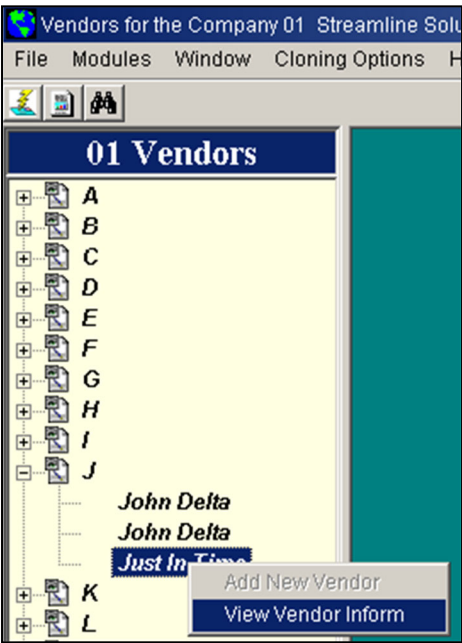 Vendors for the Company 01 Streamline Solu
File Modules Window Cloning Options H
01 Vendors
A
B
C
D
E
F
G
H
I
J
John Delta
John Delta
Just In Time
Add New Vendor
View Vendor Inform
K
L